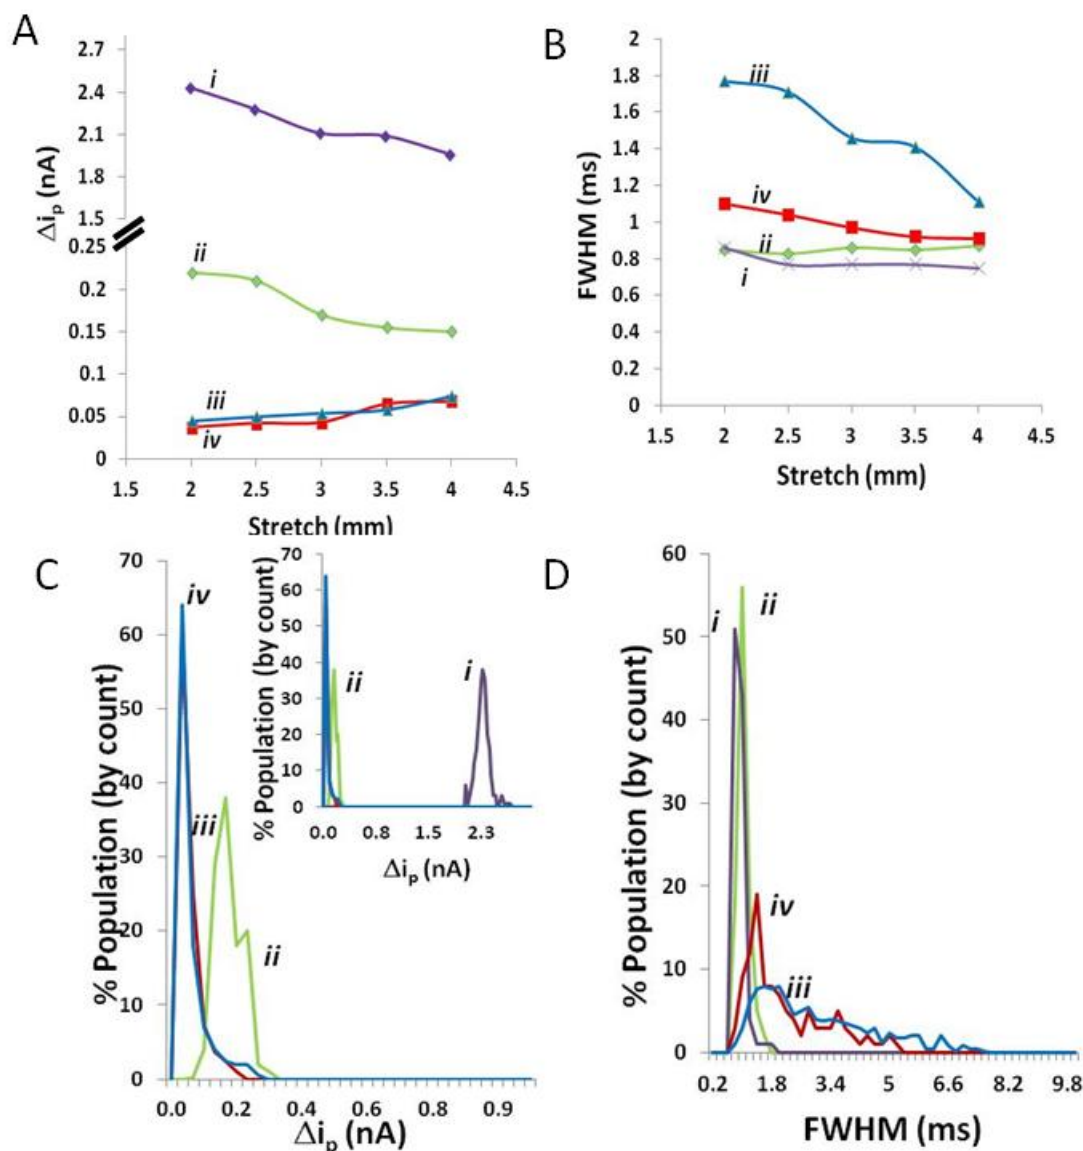 A
Δip (nA)
2.7
2.4
2.1
1.8
1.5
0.25
0.2
0.15
0.1
0.05
0
i
ii
iii
iv
1.5 2 2.5 3 3.5 4 4.5
Stretch (mm)
B
FWHM (ms)
2
1.8
1.6
1.4
1.2
1
0.8
0.6
0.4
0.2
0
iii
iv
ii
i
1.5 2 2.5 3 3.5 4 4.5
Stretch (mm)
C
% Population (by count)
70
60
50
40
30
20
10
0
iv
iii
ii
0.0 0.2 0.4 0.6 0.9
Δip (nA)
% Population (by count)
70
60
50
40
30
20
10
0
ii
i
0.0 0.8 1.5 2.3
Δip (nA)
D
% Population (by count)
60
50
40
30
20
10
0
i
ii
iv
iii
0.2 1.8 3.4 5 6.6 8.2 9.8
FWHM (ms)